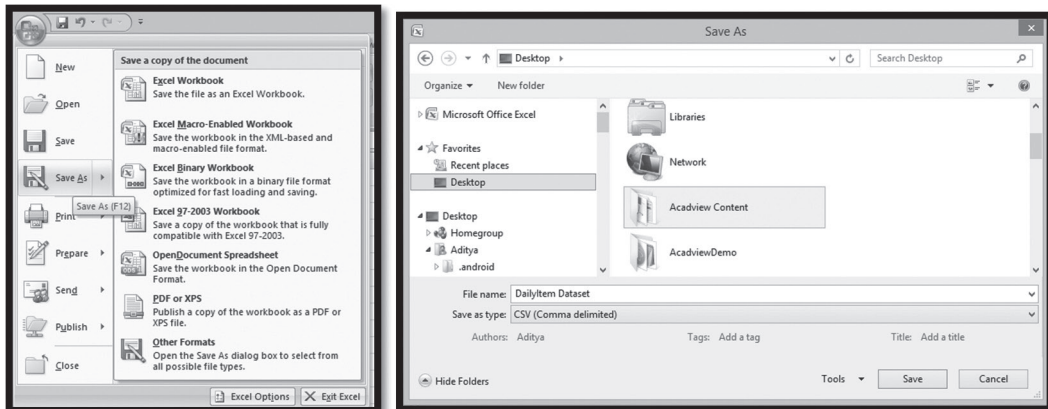 Save a copy of the document
New
Open
Save
Save As
Save As (F12)
Print
Prepare
Send
Publish
Close
Excel Workbook
Save the file as an Excel Workbook.
Excel Macro-Enabled Workbook
Save the workbook in the XML-based and
macro-enabled file format.
Excel Binary Workbook
Save the workbook in a binary file format
optimized for fast loading and saving.
Excel 97-2003 Workbook
Save a copy of the workbook that is fully
compatible with Excel 97-2003.
OpenDocument Spreadsheet
Save the workbook in the Open Document
Format.
PDF or XPS
Publish a copy of the workbook as a PDF or
XPS file.
Other Formats
Open the Save As dialog box to select from
all possible file types.
Excel Options
Exit Excel
Save As
Desktop
Search Desktop
Organize
New folder
Microsoft Office Excel
Favorites
Recent places
Desktop
Desktop
Homegroup
Aditya
.android
Libraries
Network
Acadview Content
AcadviewDemo
File name: DailyItem Dataset
Save as type: CSV (Comma delimited)
Authors: Aditya
Tags: Add a tag
Title: Add a title
Hide Folders
Tools
Save
Cancel